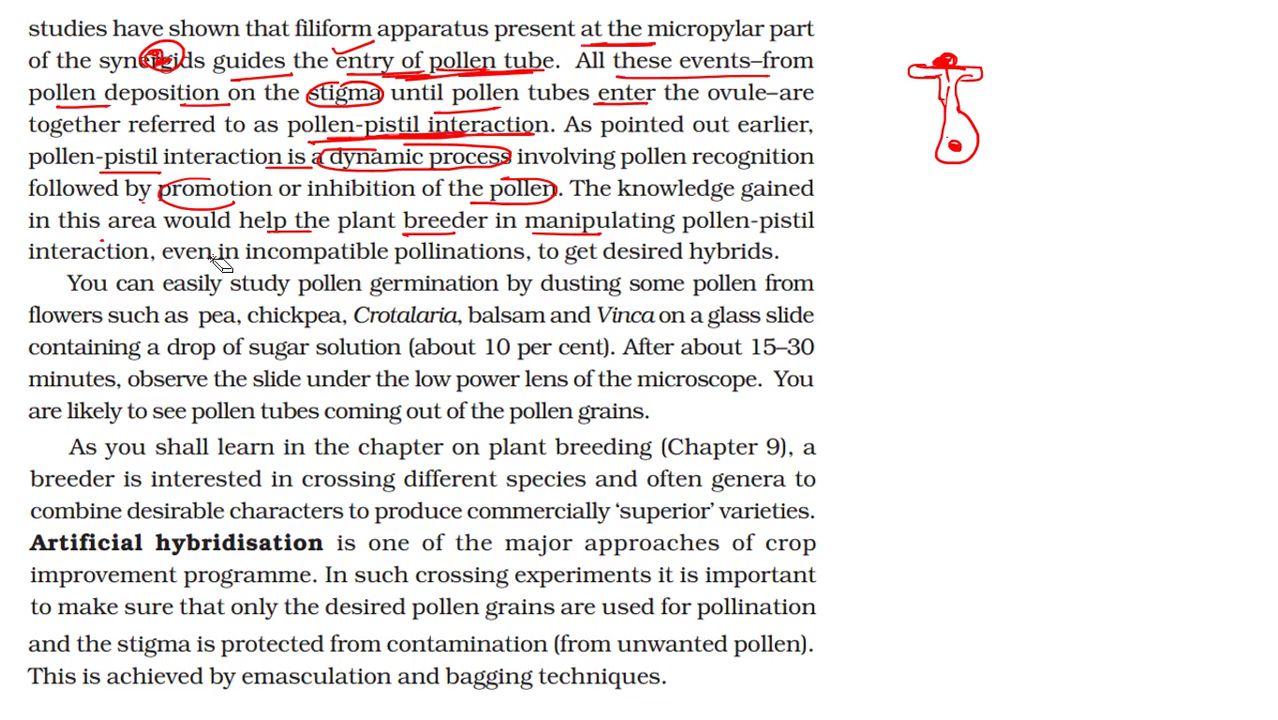 studies have shown that filiform apparatus present at the micropylar part
of the synergids guides the entry of pollen tube. All these events–from
pollen deposition on the stigma until pollen tubes enter the ovule–are
together referred to as pollen-pistil interaction. As pointed out earlier,
pollen-pistil interaction is a dynamic process involving pollen recognition
followed by promotion or inhibition of the pollen. The knowledge gained
in this area would help the plant breeder in manipulating pollen-pistil
interaction, even in incompatible pollinations, to get desired hybrids.
You can easily study pollen germination by dusting some pollen from
flowers such as pea, chickpea, Crotalaria, balsam and Vinca on a glass slide
containing a drop of sugar solution (about 10 per cent). After about 15–30
minutes, observe the slide under the low power lens of the microscope. You
are likely to see pollen tubes coming out of the pollen grains.
As you shall learn in the chapter on plant breeding (Chapter 9), a
breeder is interested in crossing different species and often genera to
combine desirable characters to produce commercially ‘superior’ varieties.
Artificial hybridisation is one of the major approaches of crop
improvement programme. In such crossing experiments it is important
to make sure that only the desired pollen grains are used for pollination
and the stigma is protected from contamination (from unwanted pollen).
This is achieved by emasculation and bagging techniques.